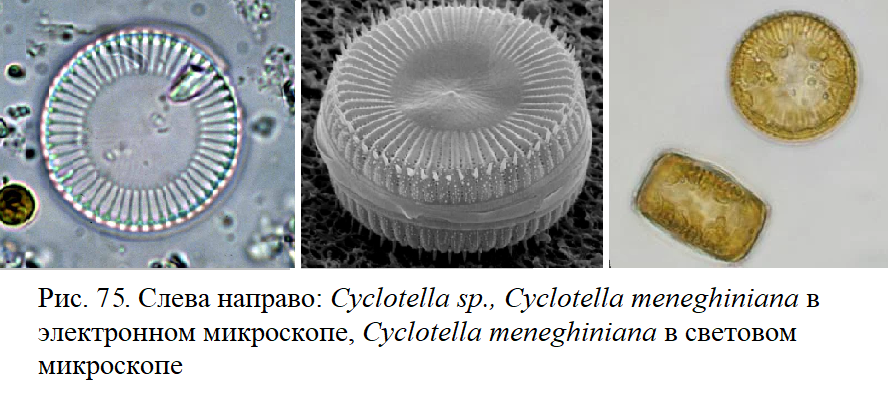 Рис. 75. Слева направо: Cyclotella sp., Cyclotella meneghiniana в
электронном микроскопе, Cyclotella meneghiniana в световом
микроскопе